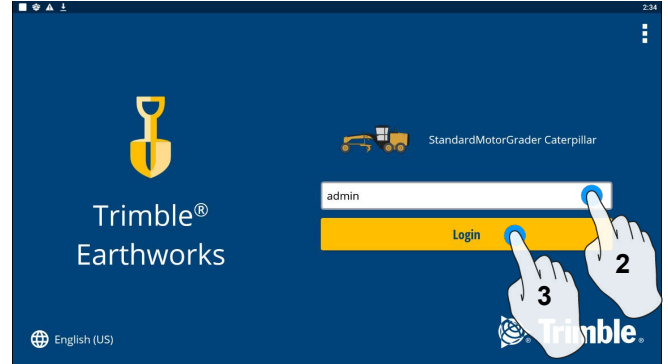 2:34
StandardMotorGrader Caterpillar
admin
Trimble®
Earthworks
Login
2
3
English (US)
Trimble®